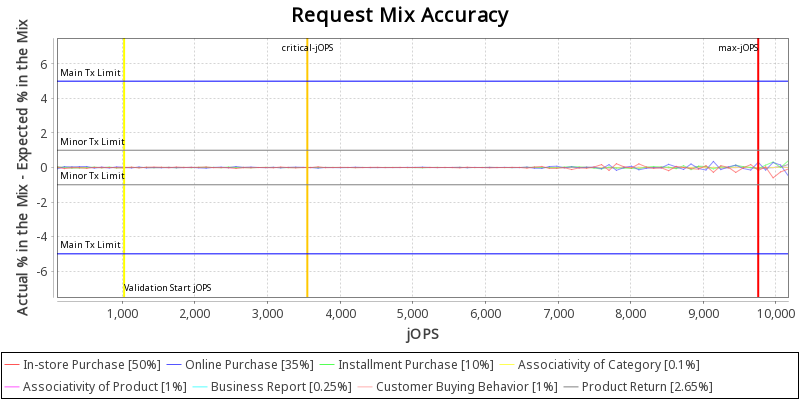 Request Mix Accuracy
Actual % in the Mix - Expected % in the Mix
critical-jOPS
max-jOPS
6
Main Tx Limit
4
2
Minor Tx Limit
0
Minor Tx Limit
-2
-4
Main Tx Limit
-6
Validation Start jOPS
1,000
2,000
3,000
4,000
5,000
6,000
7,000
8,000
9,000
10,000
jOPS
In-store Purchase [50%]
Online Purchase [35%]
Installment Purchase [10%]
Associativity of Category [0.1%]
Associativity of Product [1%]
Business Report [0.25%]
Customer Buying Behavior [1%]
Product Return [2.65%]